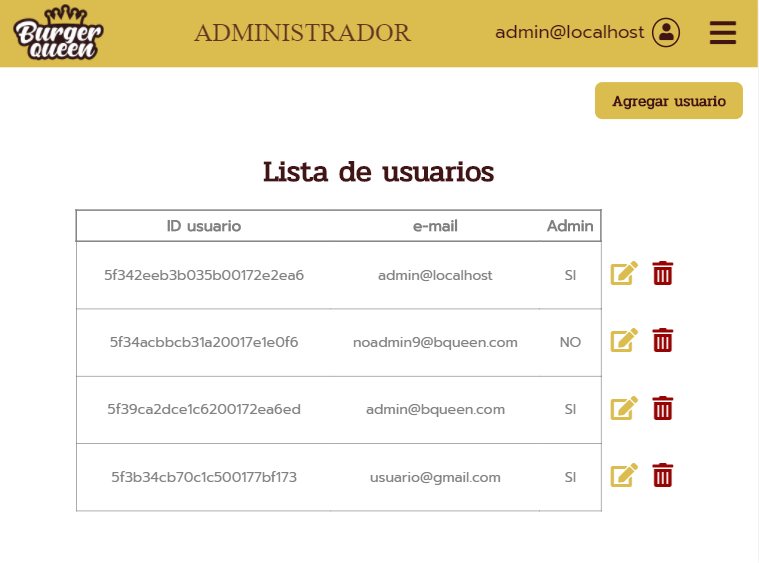 Burger
Queen
ADMINISTRADOR
admin@localhost
Agregar usuario
Lista de usuarios
ID usuario e-mail Admin
5f342eeb3b035b00172e2ea6 admin@localhost SI
5f34acbbcb31a20017e1e0f6 noadmin9@bqueen.com NO
5f39ca2dce1c6200172ea6ed admin@bqueen.com SI
5f3b34cb70c1c500177bf173 usuario@gmail.com SI